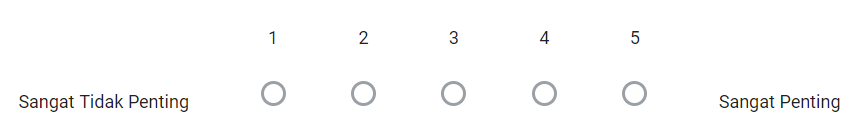 1 2 3 4 5
Sangat Tidak Penting Sangat Penting